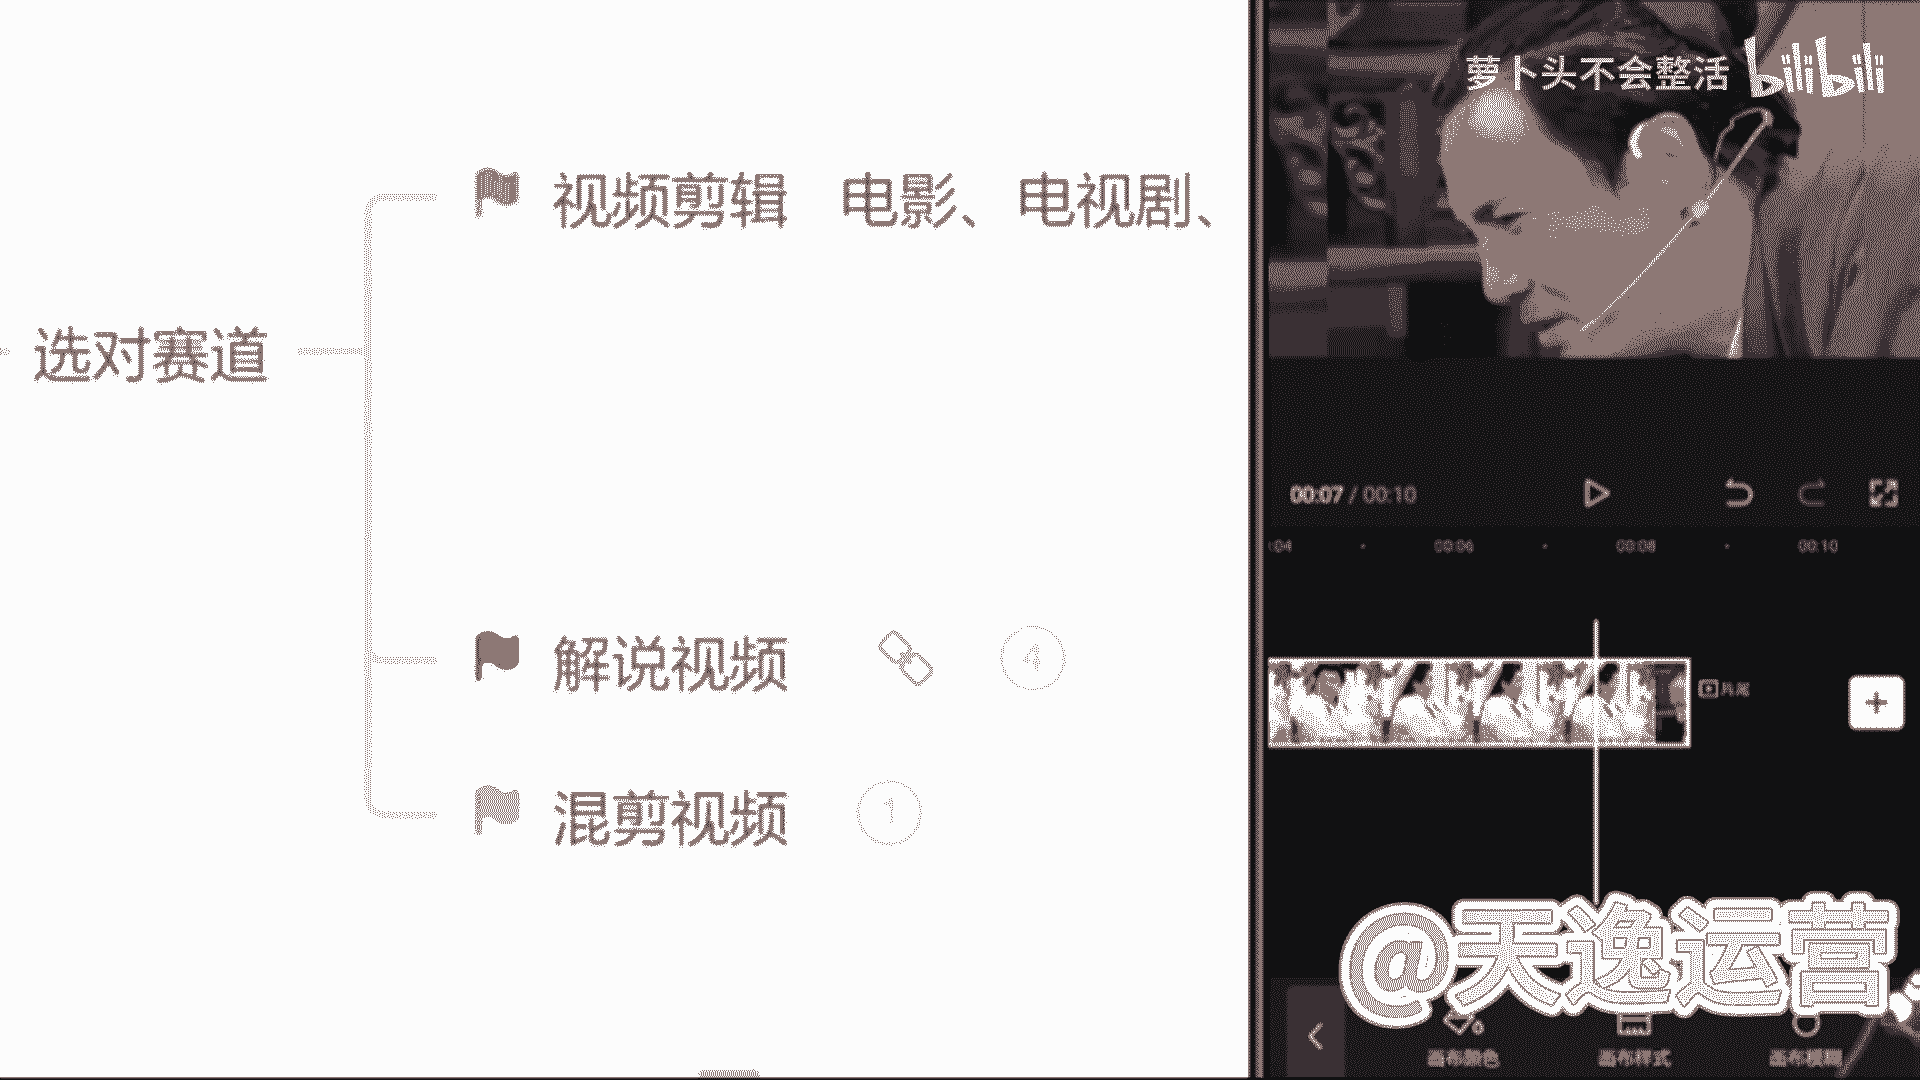 萝卜头不会整活 bilibili
视频剪辑 电影、电视剧、
选对赛道
解说视频 4
混剪视频 1
00:07 / 00:10
:04 00:06 00:08 00:10
片尾
@天逸运营
画布颜色 画布样式 画布模糊